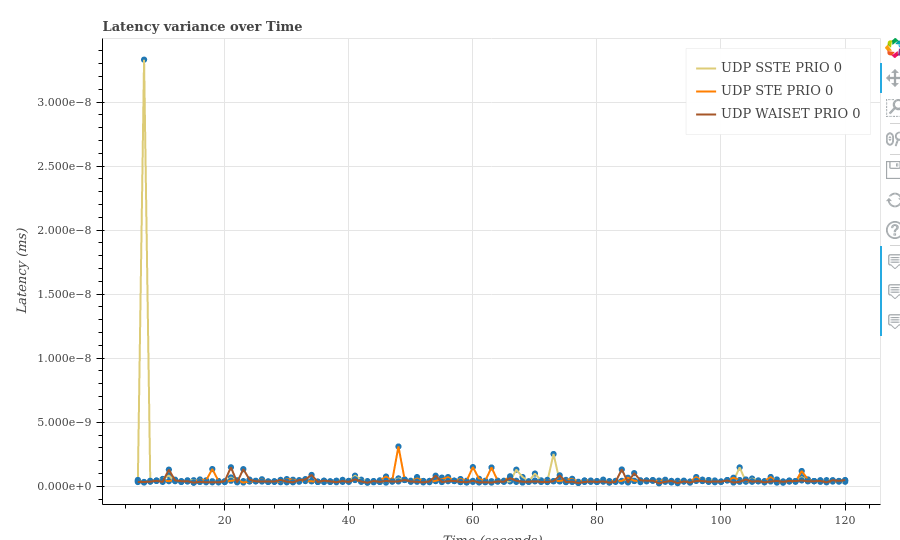 Latency variance over Time
UDP SSTE PRIO 0
UDP STE PRIO 0
UDP WAISET PRIO 0
3.000e−8
2.500e−8
2.000e−8
1.500e−8
1.000e−8
5.000e−9
0.000e+0
Latency (ms)
20 40 60 80 100 120
Time (seconds)